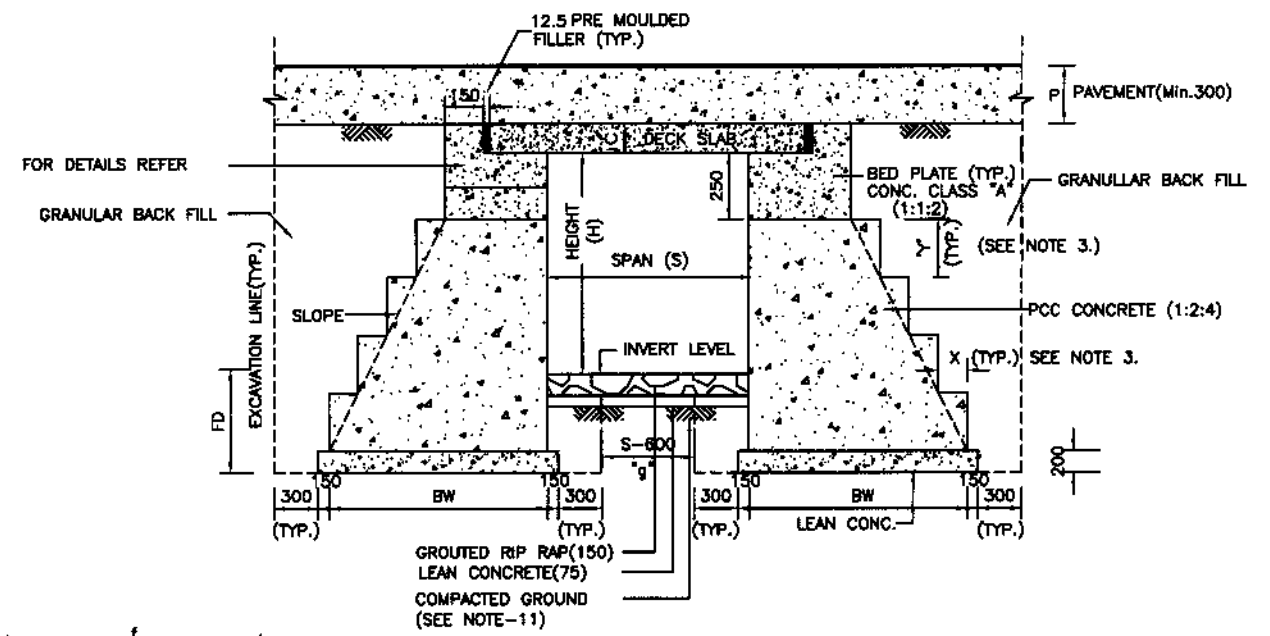 12.5 PRE MOULDED
FILLER (TYP.)
150
P
PAVEMENT(Min.300)
DECK SLAB
FOR DETAILS REFER
GRANULAR BACK FILL
250
BED PLATE (TYP.)
CONC. CLASS "A"
(1:1:2)
GRANULLAR BACK FILL
HEIGHT
(H)
"Y"
(TYP.)
(SEE NOTE 3.)
SPAN (S)
EXCAVATION LINE(TYP.)
SLOPE
PCC CONCRETE (1:2:4)
INVERT LEVEL
X (TYP.) SEE NOTE 3.
FD
S-600
"g"
200
150
150
150
150
300
BW
300
300
BW
300
(TYP.)
(TYP.)
(TYP.)
(TYP.)
LEAN CONC.
GROUTED RIP RAP(150)
LEAN CONCRETE(75)
COMPACTED GROUND
(SEE NOTE-11)